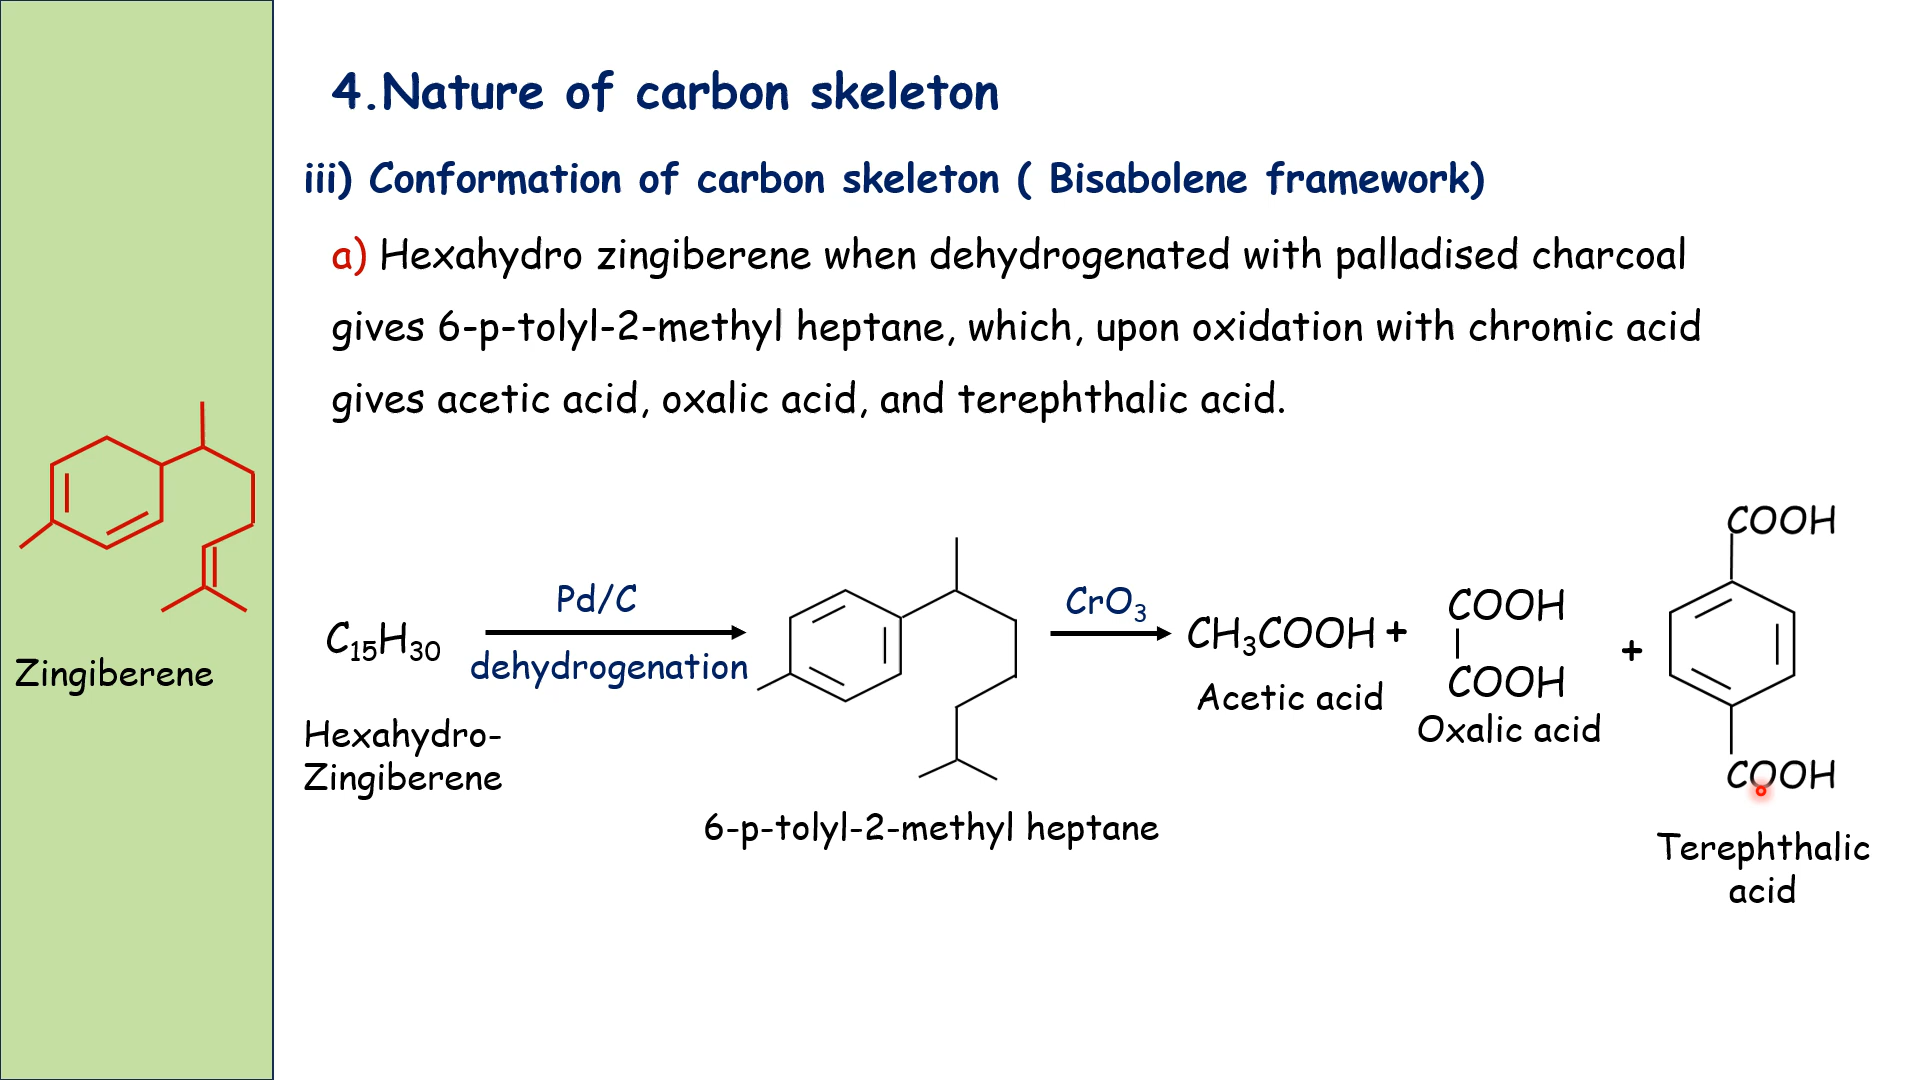 4.Nature of carbon skeleton
iii) Conformation of carbon skeleton ( Bisabolene framework)
a) Hexahydro zingiberene when dehydrogenated with palladised charcoal
gives 6-p-tolyl-2-methyl heptane, which, upon oxidation with chromic acid
gives acetic acid, oxalic acid, and terephthalic acid.
Zingiberene
C₁₅H₃₀
Hexahydro-
Zingiberene
Pd/C
dehydrogenation
6-p-tolyl-2-methyl heptane
CrO₃
CH₃COOH +
Acetic acid
COOH
COOH
Oxalic acid
+
COOH
COOH
Terephthalic
acid